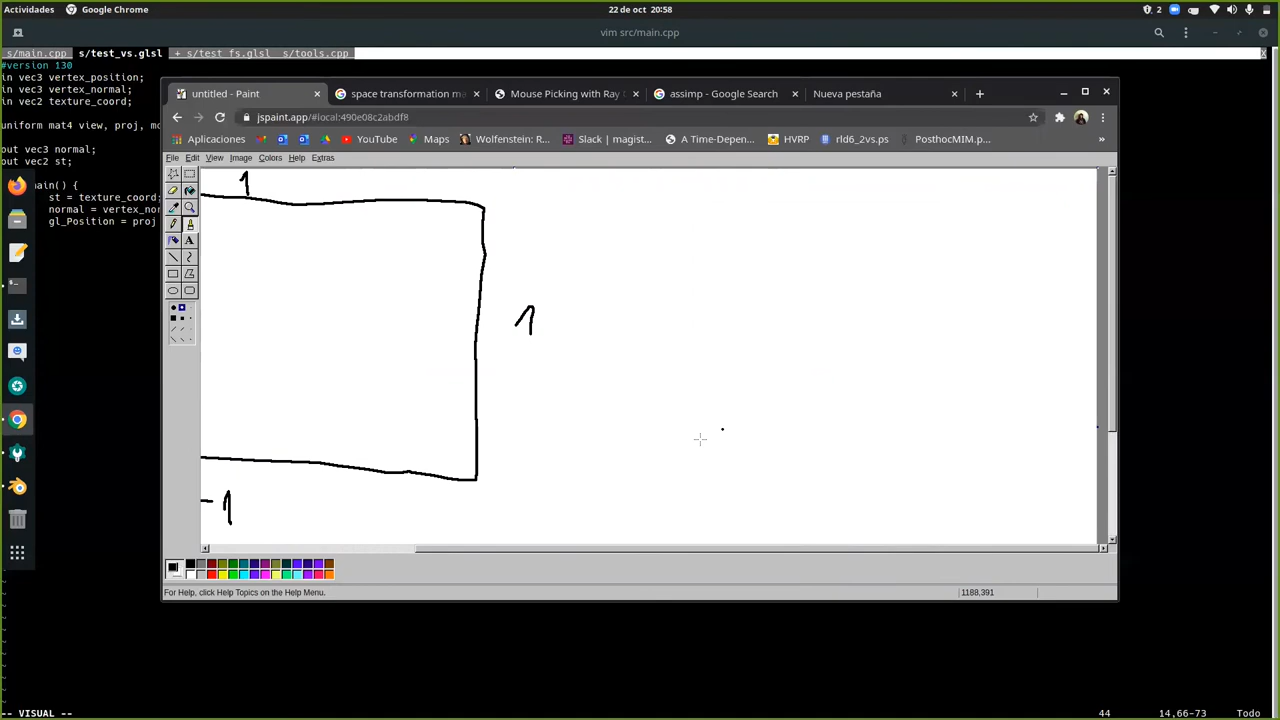 Actividades
Google Chrome
22 de oct 20:58
2
vim src/main.cpp
s/main.cpp s/test_vs.glsl + s/test_fs.glsl s/tools.cpp X
#version 130
in vec3 vertex_position;
in vec3 vertex_normal;
in vec2 texture_coord;
uniform mat4 view, proj, mo
out vec3 normal;
out vec2 st;
main() {
st = texture_coord;
normal = vertex_nor
gl_Position = proj
untitled - Paint
space transformation ma
Mouse Picking with Ray C
assimp - Google Search
Nueva pestaña
jspaint.app/#local:490e08c2abdf8
Aplicaciones
YouTube
Maps
Wolfenstein: R...
Slack | magist...
A Time-Depen...
HVRP
rld6_2vs.ps
PosthocMIM.p...
»
File Edit View Image Colors Help Extras
A
1
1
-1
For Help, click Help Topics on the Help Menu.
1188,391
-- VISUAL --
44
14,66-73
Todo